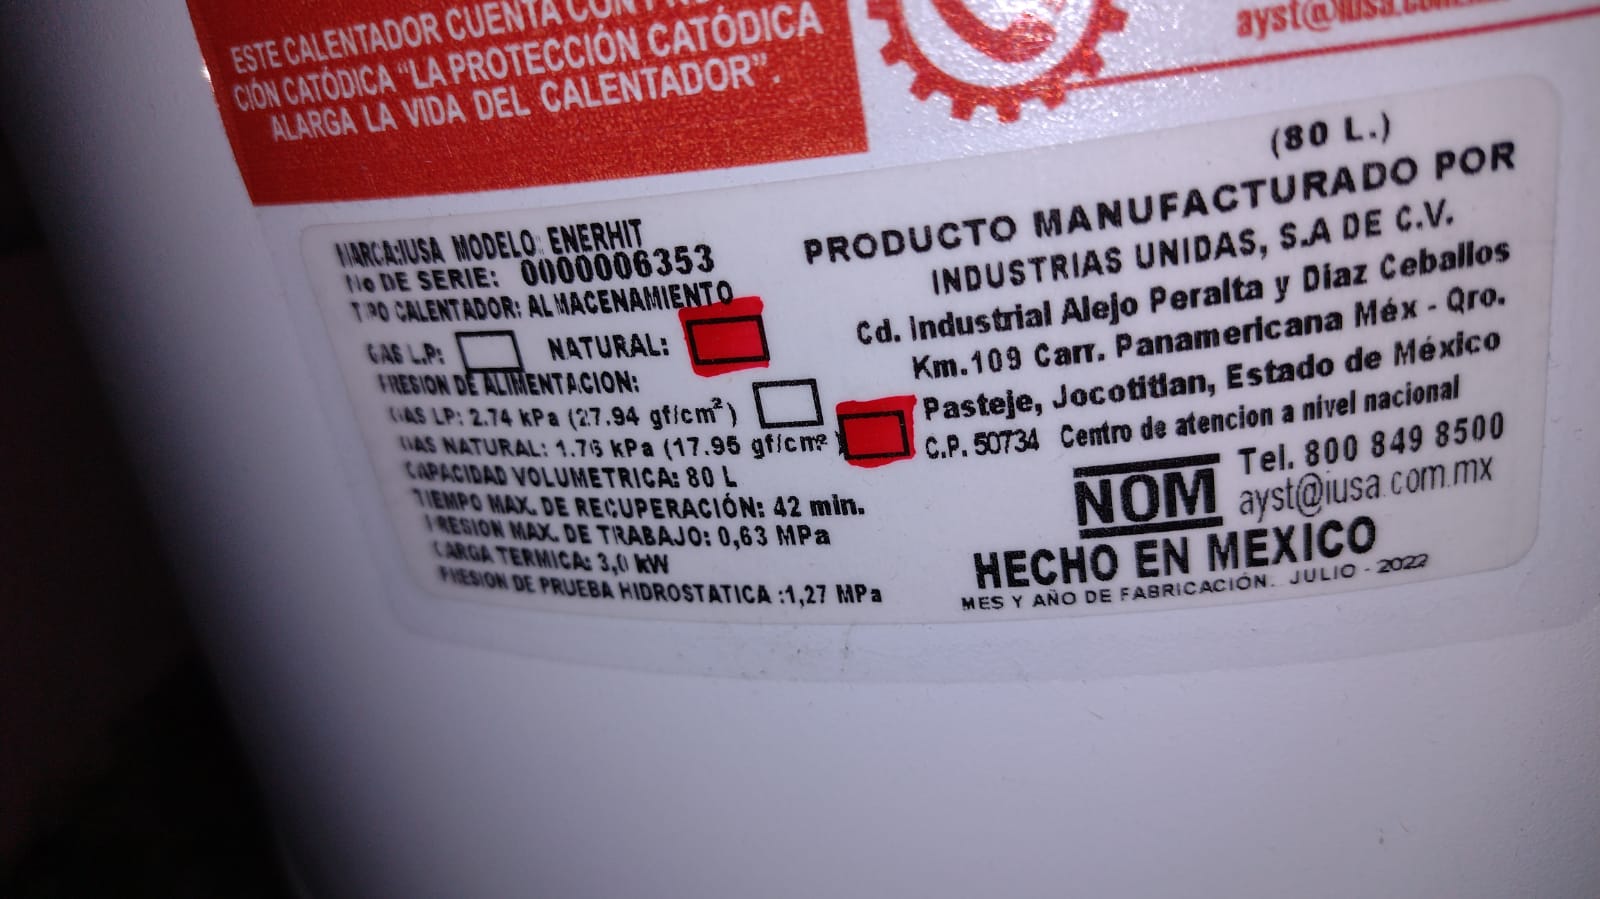 ESTE CALENTADOR CUENTA CON
CIÓN CATÓDICA "LA PROTECCIÓN CATÓDICA
ALARGA LA VIDA DEL CALENTADOR".
ayst@iusa.com
(80 L.)
MARCA:IUSA MODELO: ENERHIT
No DE SERIE: 0000006353
TIPO CALENTADOR: ALMACENAMIENTO
GAS L.P: NATURAL:
PRESION DE ALIMENTACION:
GAS LP: 2.74 kPa (27.94 gf/cm²)
GAS NATURAL: 1.76 kPa (17.95 gf/cm²)
CAPACIDAD VOLUMETRICA: 80 L
TIEMPO MAX. DE RECUPERACIÓN: 42 min.
PRESION MAX. DE TRABAJO: 0,63 MPa
CARGA TERMICA: 3,0 kW
PRESION DE PRUEBA HIDROSTATICA :1,27 MPa
PRODUCTO MANUFACTURADO POR
INDUSTRIAS UNIDAS, S.A DE C.V.
Cd. Industrial Alejo Peralta y Diaz Ceballos
Km.109 Carr. Panamericana Méx - Qro.
Pasteje, Jocotitlan, Estado de México
C.P. 50734 Centro de atencion a nivel nacional
Tel. 800 849 8500
NOM ayst@iusa.com.mx
HECHO EN MEXICO
MES Y AÑO DE FABRICACIÓN. JULIO - 2022